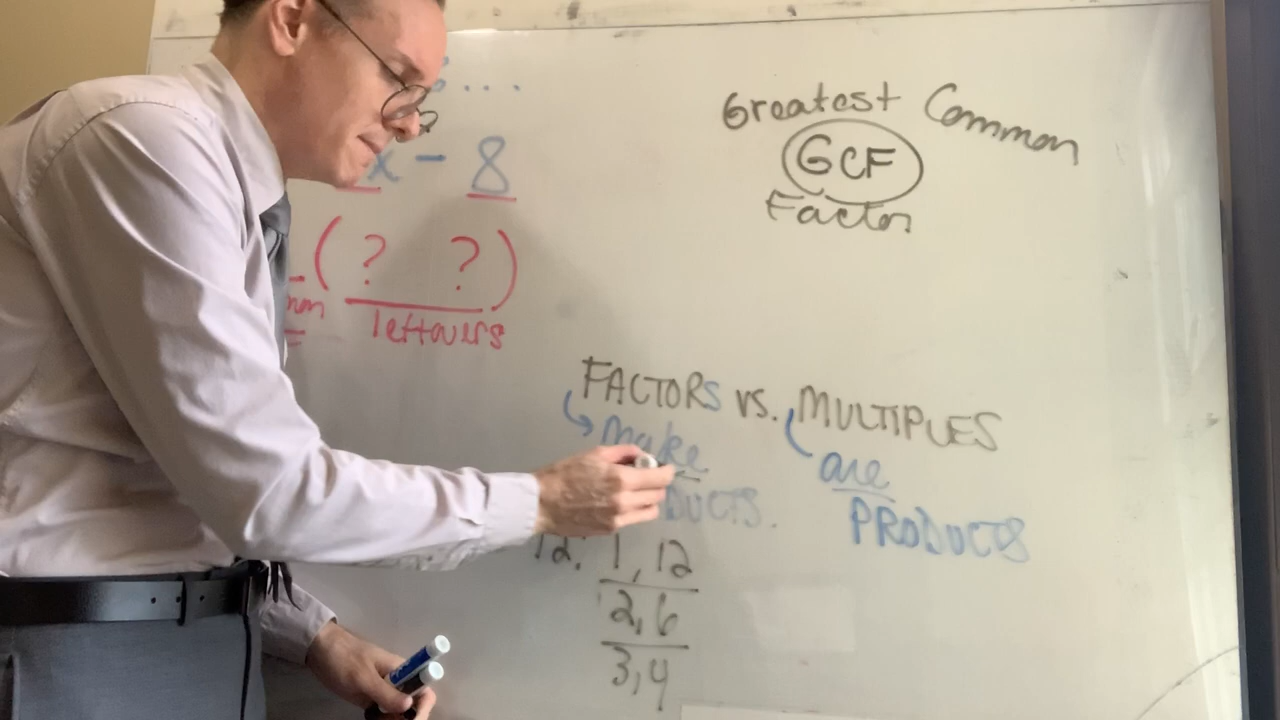 Greatest Common
GCF
Factor
x - 8
( ? ? )
leftovers
FACTORS vs. MULTIPLES
make
are
PRODUCTS
12. 1, 12
2, 6
3, 4